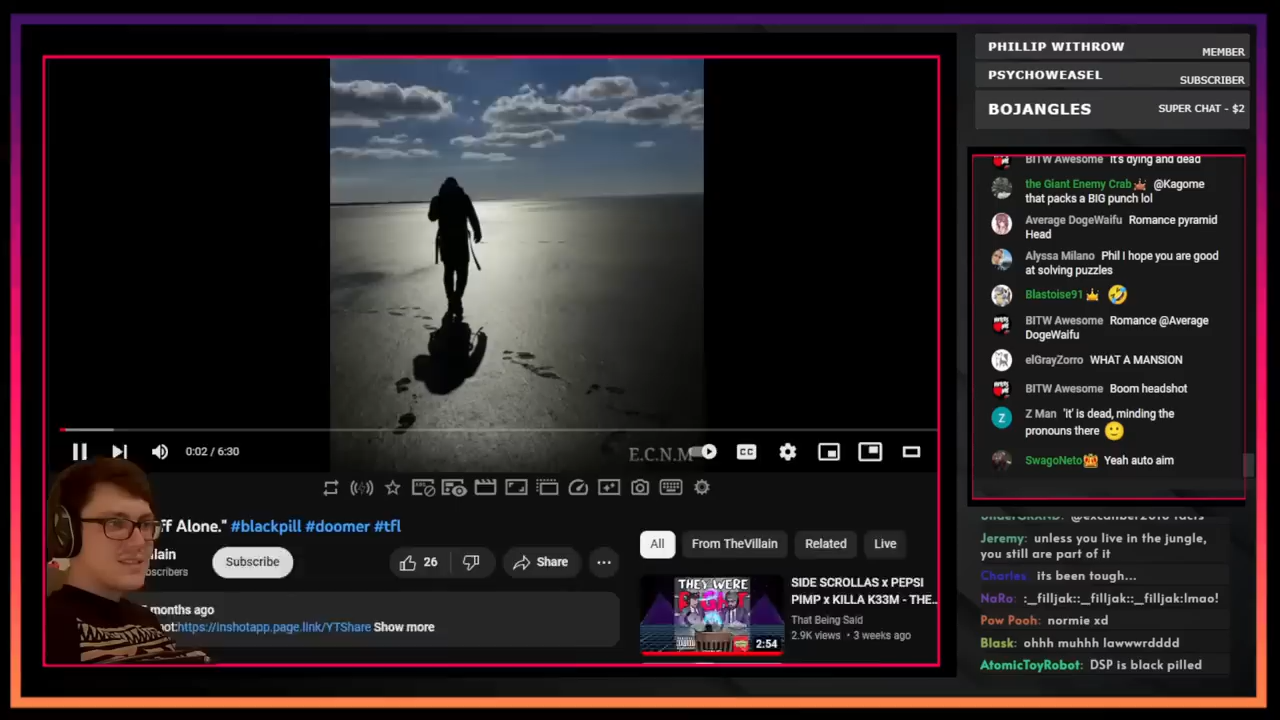 PHILLIP WITHROW
MEMBER
PSYCHOWEASEL
SUBSCRIBER
BOJANGLES
SUPER CHAT - $2
BITW Awesome It's dying and dead
the Giant Enemy Crab @Kagome
that packs a BIG punch lol
Average DogeWaifu Romance pyramid
Head
Alyssa Milano Phil I hope you are good
at solving puzzles
Blastoise91
BITW Awesome Romance @Average
DogeWaifu
elGrayZorro WHAT A MANSION
BITW Awesome Boom headshot
Z Man 'it' is dead, minding the
pronouns there
SwagoNeto Yeah auto aim
Jeremy: unless you live in the jungle,
you still are part of it
Charles: its been tough...
NaRo: :_filljak::_filljak::_filljak:lmao!
Pow Pooh: normie xd
Blask: ohhh muhhh lawwwrdddd
AtomicToyRobot: DSP is black pilled
E.C.N.M
0:02 / 6:30
CC
ff Alone." #blackpill #doomer #tfl
llain
bscribers
Subscribe
26
Share
months ago
ot:https://inshotapp.page.link/YTShare Show more
All
From TheVillain
Related
Live
THEY WERE
2:54
SIDE SCROLLAS x PEPSI
PIMP x KILLA K33M - THE...
That Being Said
2.9K views • 3 weeks ago